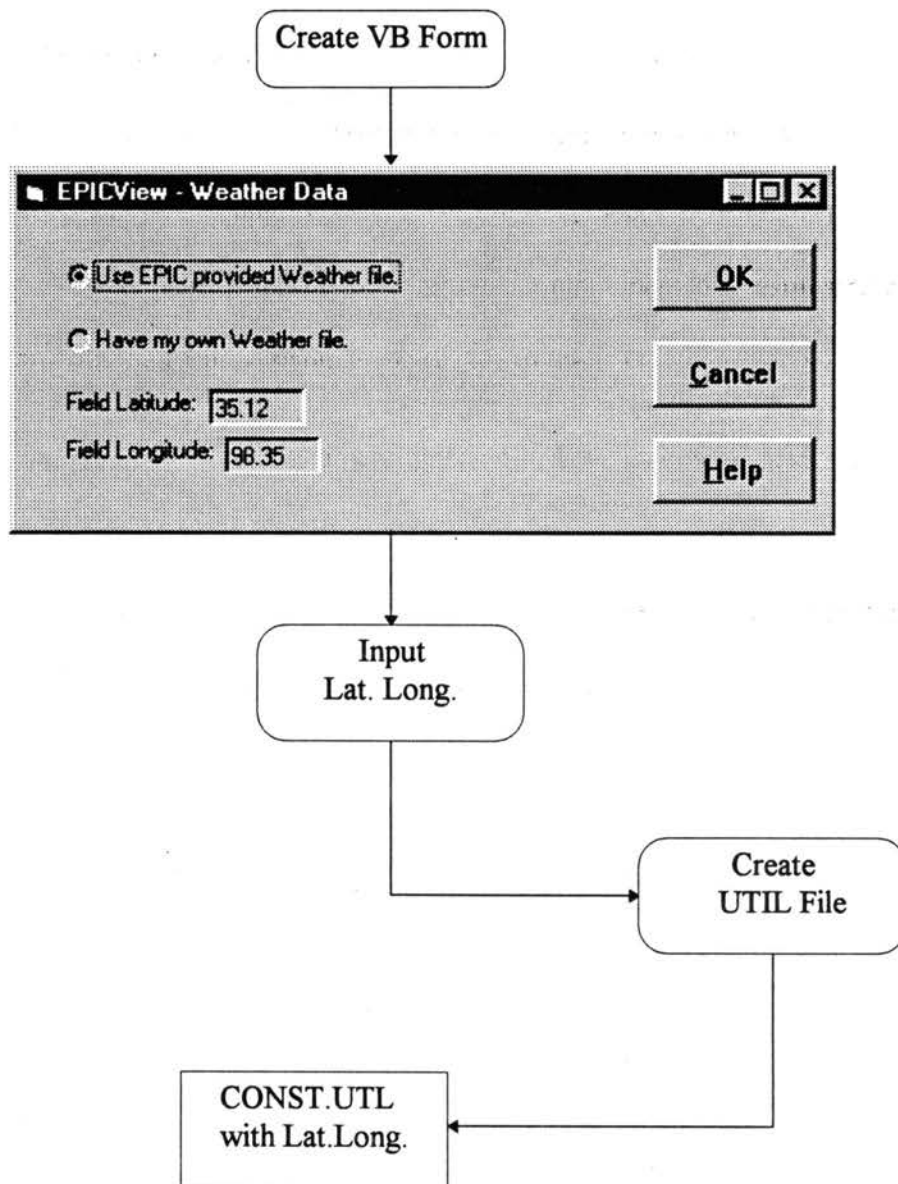 Create VB Form
EPICView - Weather Data
Use EPIC provided Weather file.
OK
Have my own Weather file.
Cancel
Field Latitude: 35.12
Field Longitude: 98.35
Help
Input
Lat. Long.
Create
UTIL File
CONST.UTL
with Lat.Long.